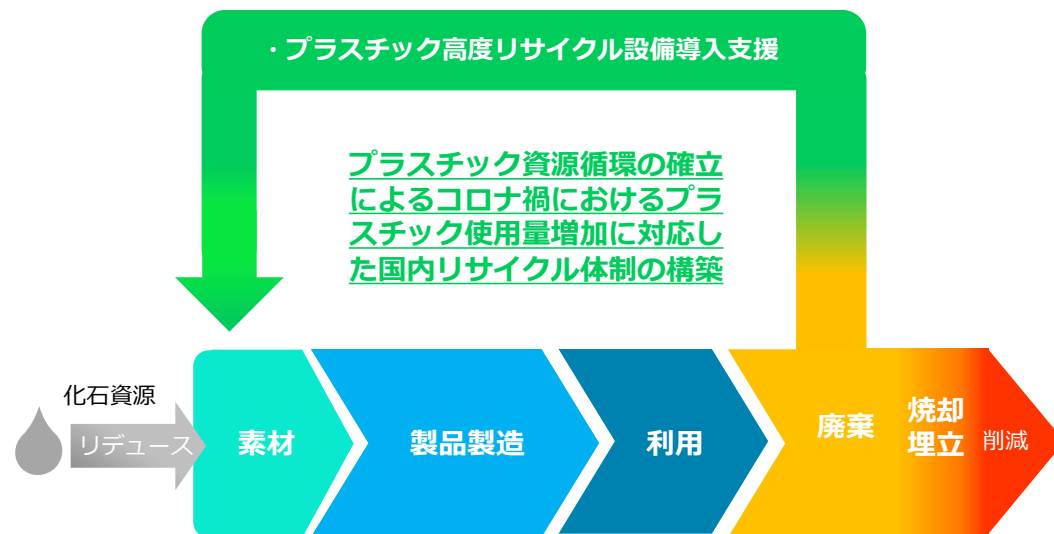 ・プラスチック高度リサイクル設備導入支援
プラスチック資源循環の確立
によるコロナ禍におけるプラ
スチック使用量増加に対応し
た国内リサイクル体制の構築
化石資源
リデュース
素材
製品製造
利用
廃棄
焼却
埋立
削減